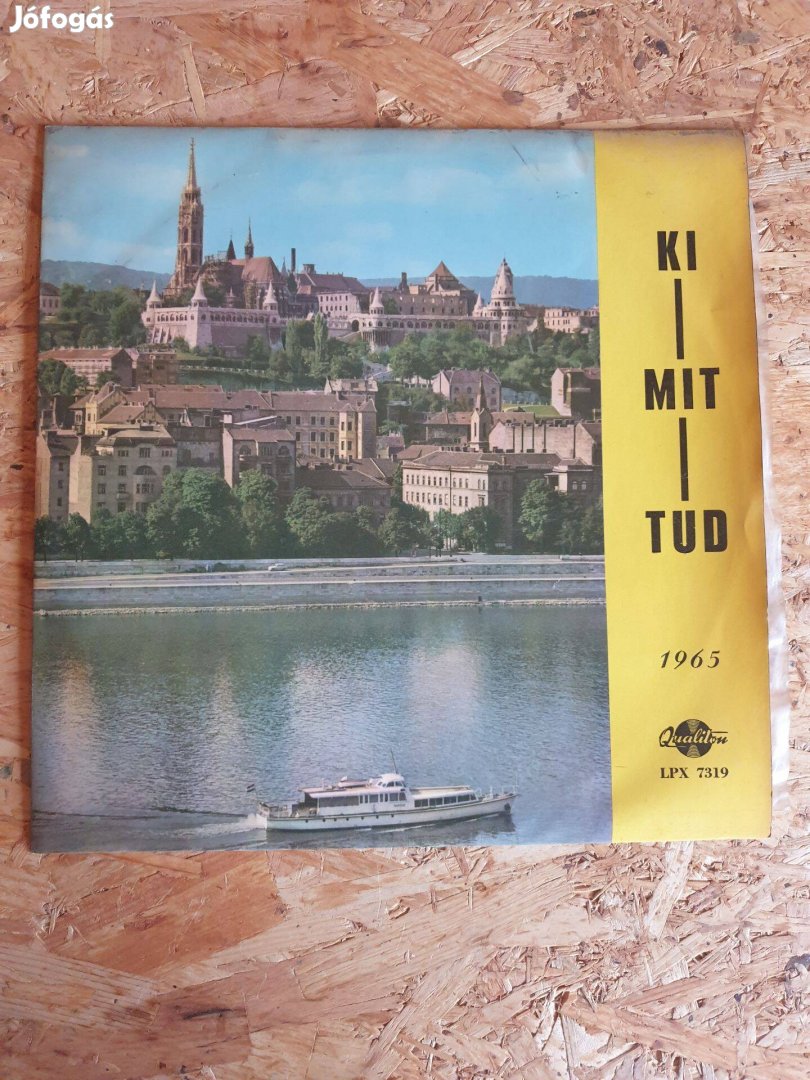 Jófogás
KI
MIT
TUD
1965
Qualiton
LPX 7319